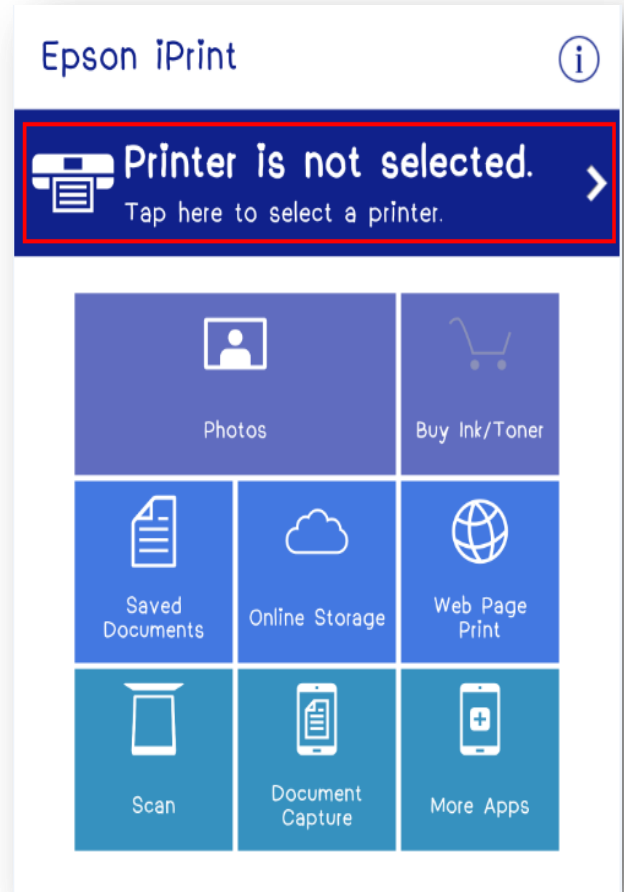 Epson iPrint
i
Printer is not selected.
Tap here to select a printer.
Photos
Buy Ink/Toner
Saved
Documents
Online Storage
Web Page
Print
Scan
Document
Capture
More Apps